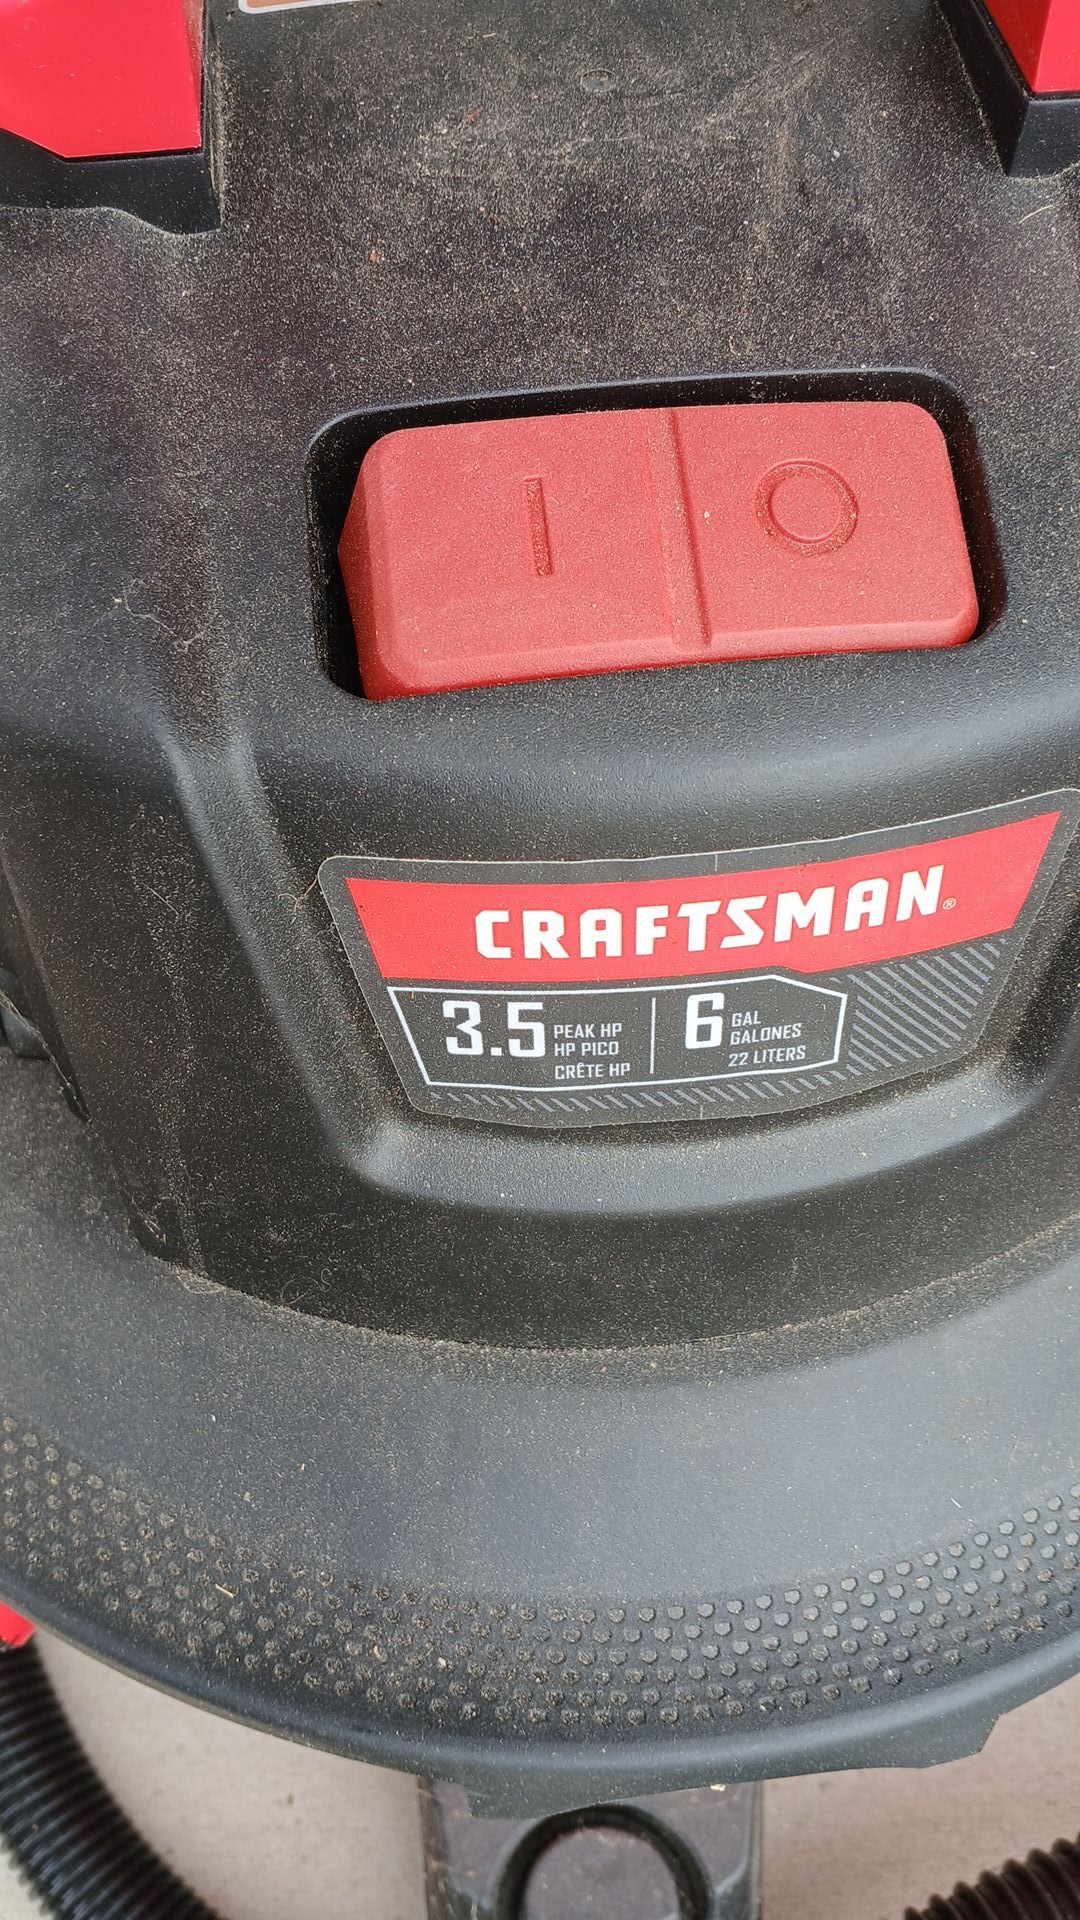 I O
CRAFTSMAN®
3.5 PEAK HP
HP PICO
CRÊTE HP
6 GAL
GALONES
22 LITERS